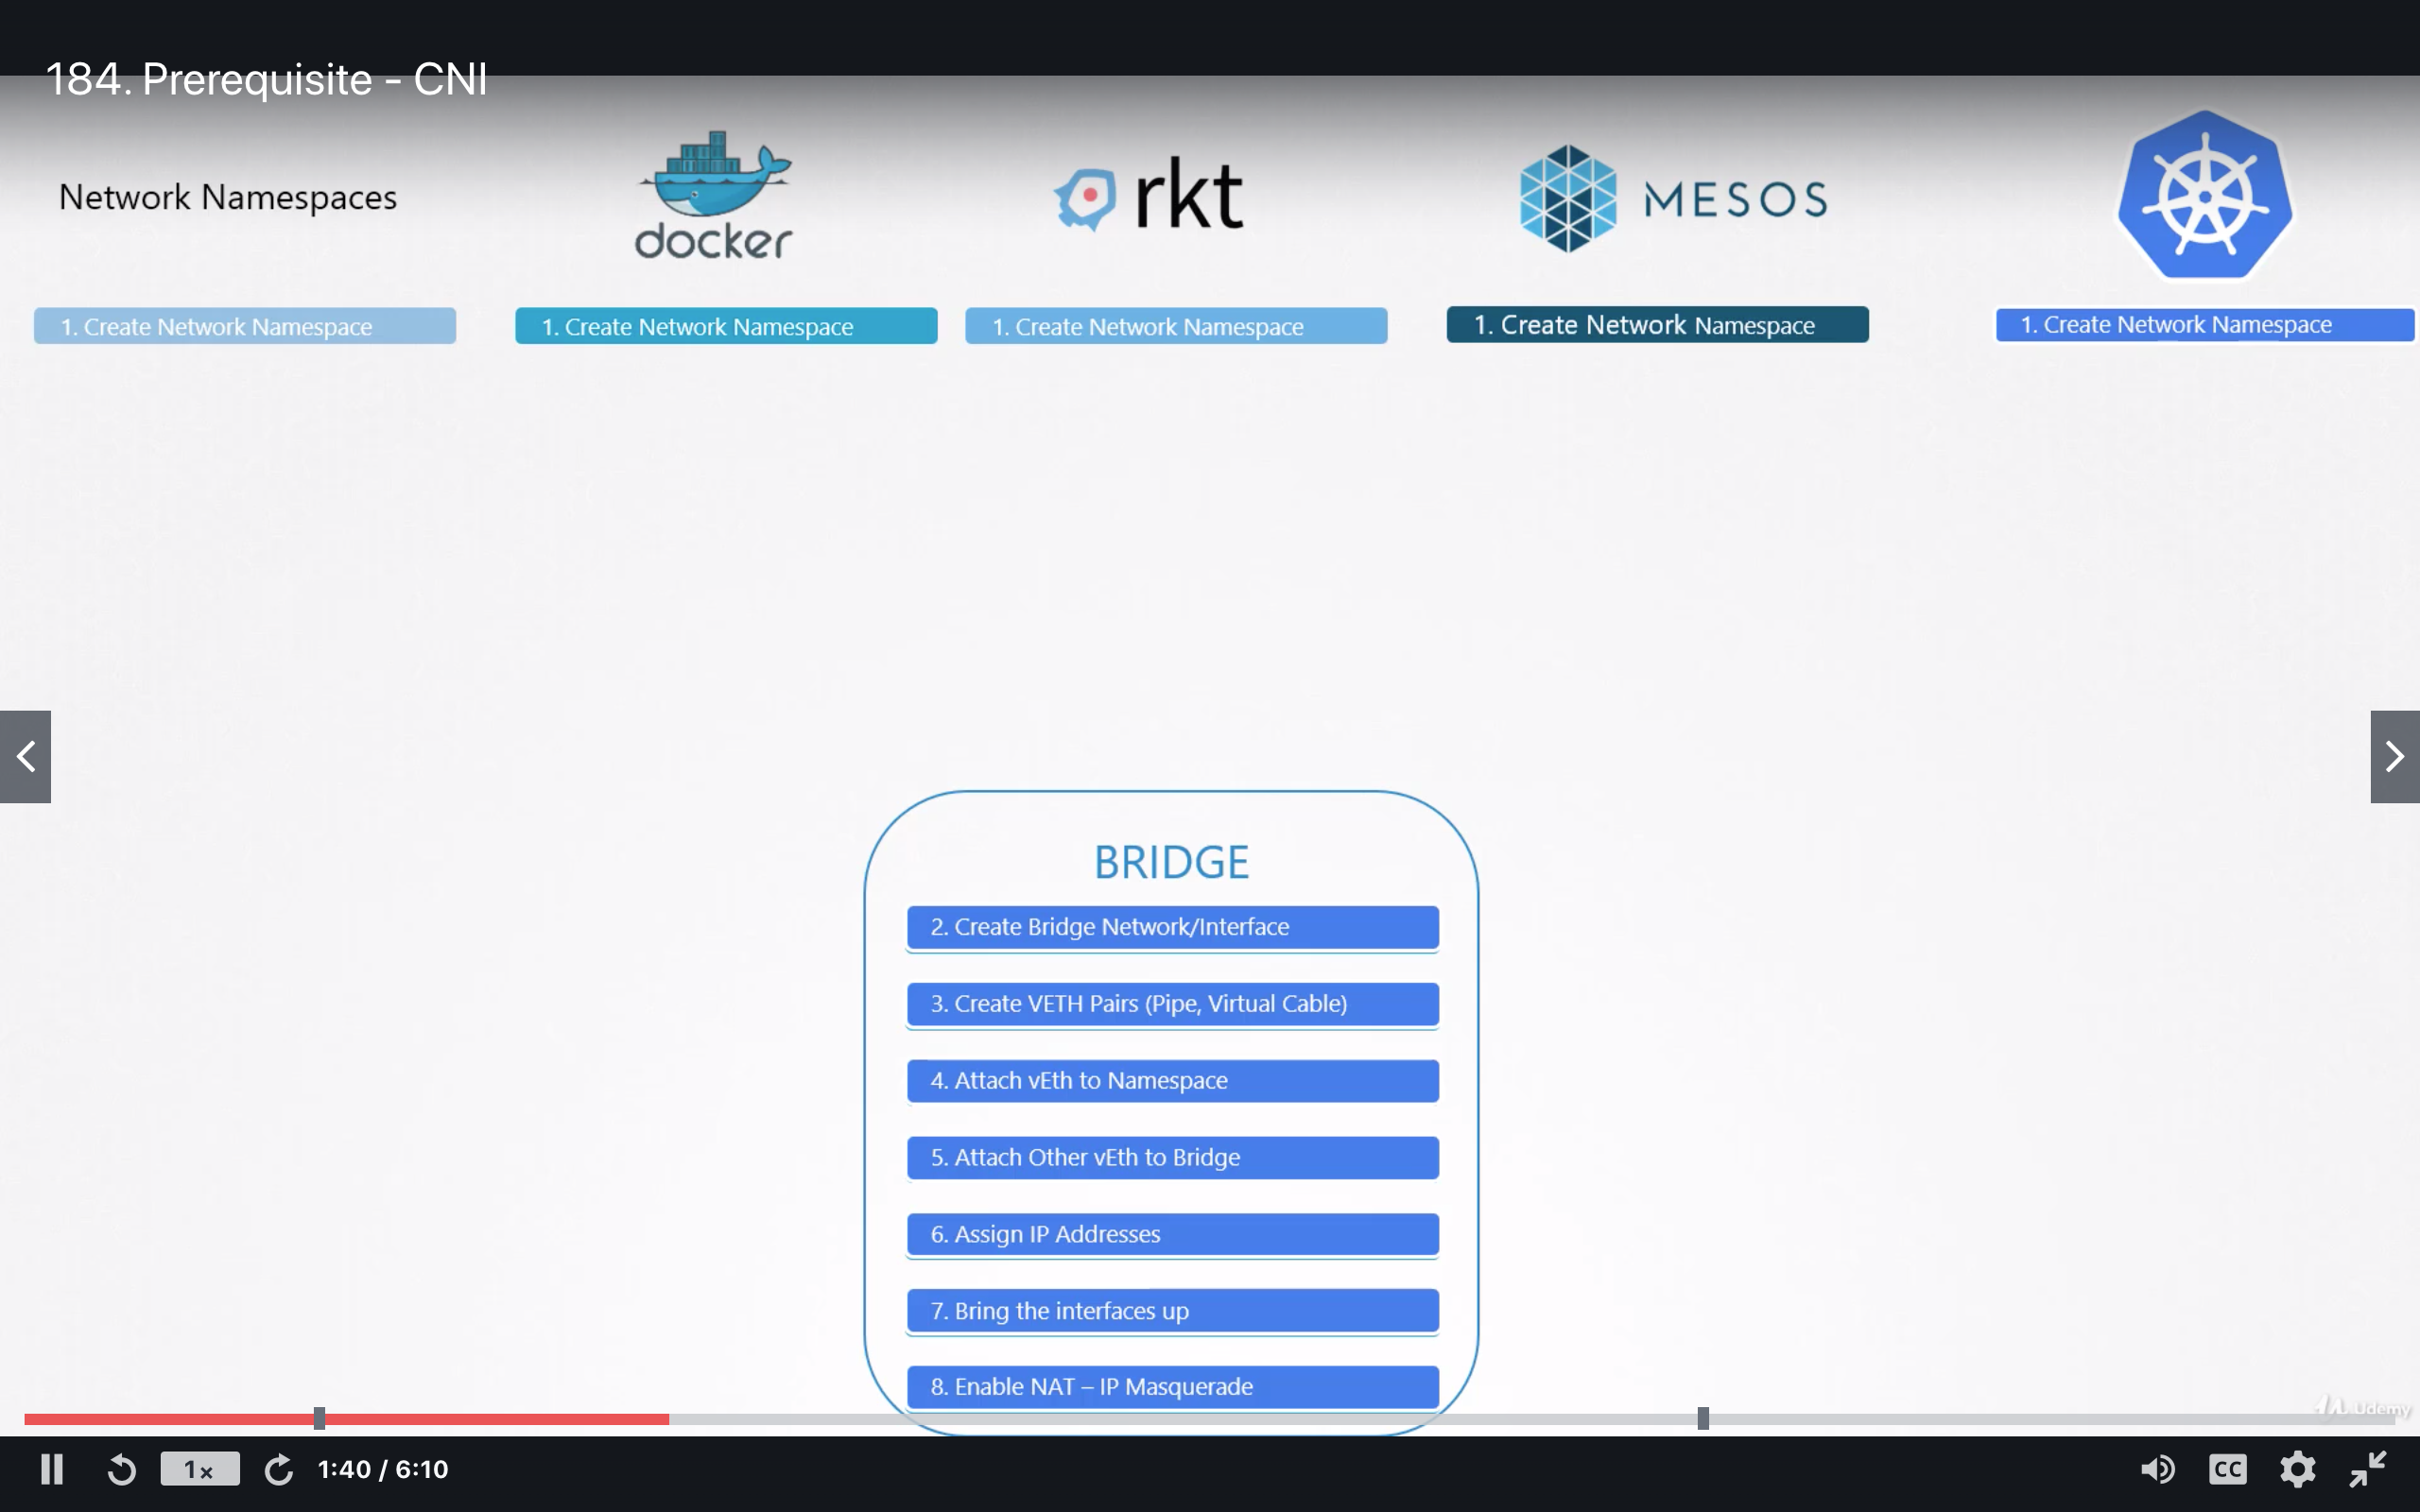 184. Prerequisite - CNI
Network Namespaces
docker
rkt
MESOS
1. Create Network Namespace
1. Create Network Namespace
1. Create Network Namespace
1. Create Network Namespace
1. Create Network Namespace
BRIDGE
2. Create Bridge Network/Interface
3. Create VETH Pairs (Pipe, Virtual Cable)
4. Attach vEth to Namespace
5. Attach Other vEth to Bridge
6. Assign IP Addresses
7. Bring the interfaces up
8. Enable NAT – IP Masquerade
Udemy
1x
1:40 / 6:10
CC